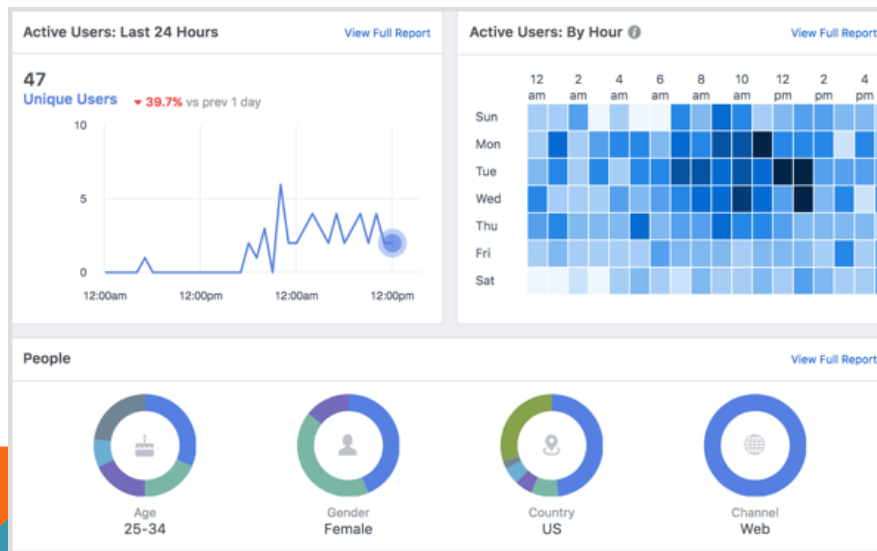 Active Users: Last 24 Hours
View Full Report
47
Unique Users
39.7% vs prev 1 day
10
5
0
12:00am 12:00pm 12:00am 12:00pm
Active Users: By Hour
View Full Report
12 2 4 6 8 10 12 2 4
am am am am am am pm pm pm
Sun
Mon
Tue
Wed
Thu
Fri
Sat
People
View Full Report
Age Gender Country Channel
25-34 Female US Web